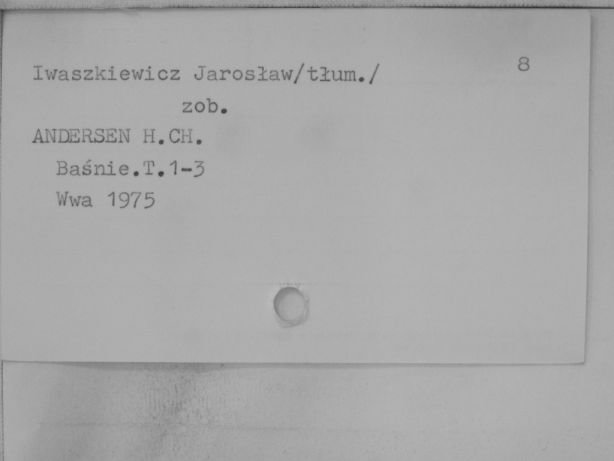 Iwaszkiewicz Jarosław/tłum./ 8
zob.
ANDERSEN H.CH.
Baśnie.T.1-3
Wwa 1975